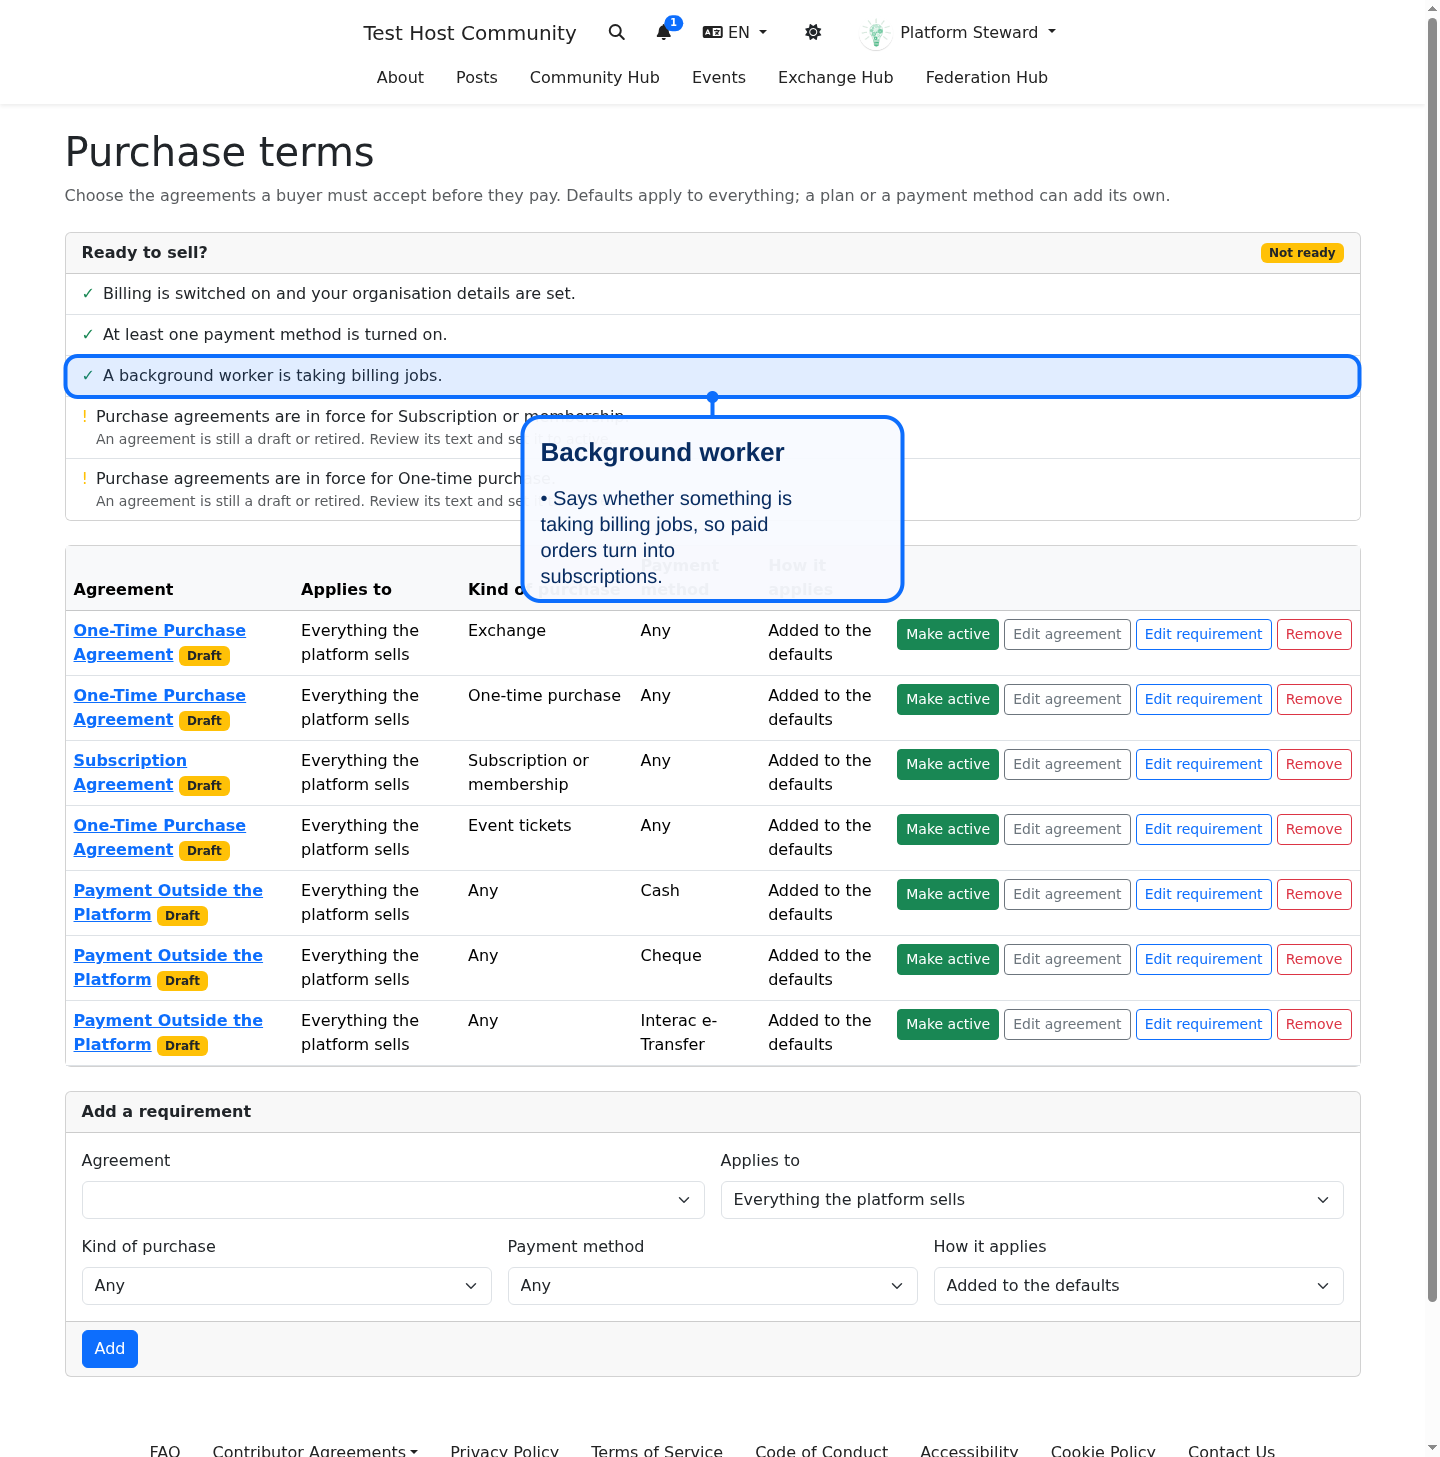 Test Host Community 1 EN Platform Steward
About Posts Community Hub Events Exchange Hub Federation Hub
Purchase terms
Choose the agreements a buyer must accept before they pay. Defaults apply to everything; a plan or a payment method can add its own.
Ready to sell? Not ready
✓ Billing is switched on and your organisation details are set.
✓ At least one payment method is turned on.
✓ A background worker is taking billing jobs.
! Purchase agreements are in force for Subscription or membership.
An agreement is still a draft or retired. Review its text and se
! Purchase agreements are in force for One-time purchase.
An agreement is still a draft or retired. Review its text and se
Background worker
• Says whether something is
taking billing jobs, so paid
orders turn into
subscriptions.
Payment How it
Agreement Applies to Kind of purchase method applies
One-Time Purchase Everything the Exchange Any Added to the Make active Edit agreement Edit requirement Remove
Agreement Draft platform sells defaults
One-Time Purchase Everything the One-time purchase Any Added to the Make active Edit agreement Edit requirement Remove
Agreement Draft platform sells defaults
Subscription Everything the Subscription or Any Added to the Make active Edit agreement Edit requirement Remove
Agreement Draft platform sells membership defaults
One-Time Purchase Everything the Event tickets Any Added to the Make active Edit agreement Edit requirement Remove
Agreement Draft platform sells defaults
Payment Outside the Everything the Any Cash Added to the Make active Edit agreement Edit requirement Remove
Platform Draft platform sells defaults
Payment Outside the Everything the Any Cheque Added to the Make active Edit agreement Edit requirement Remove
Platform Draft platform sells defaults
Payment Outside the Everything the Any Interac e- Added to the Make active Edit agreement Edit requirement Remove
Platform Draft platform sells Transfer defaults
Add a requirement
Agreement Applies to
Everything the platform sells
Kind of purchase Payment method How it applies
Any Any Added to the defaults
Add
FAQ Contributor Agreements Privacy Policy Terms of Service Code of Conduct Accessibility Cookie Policy Contact Us